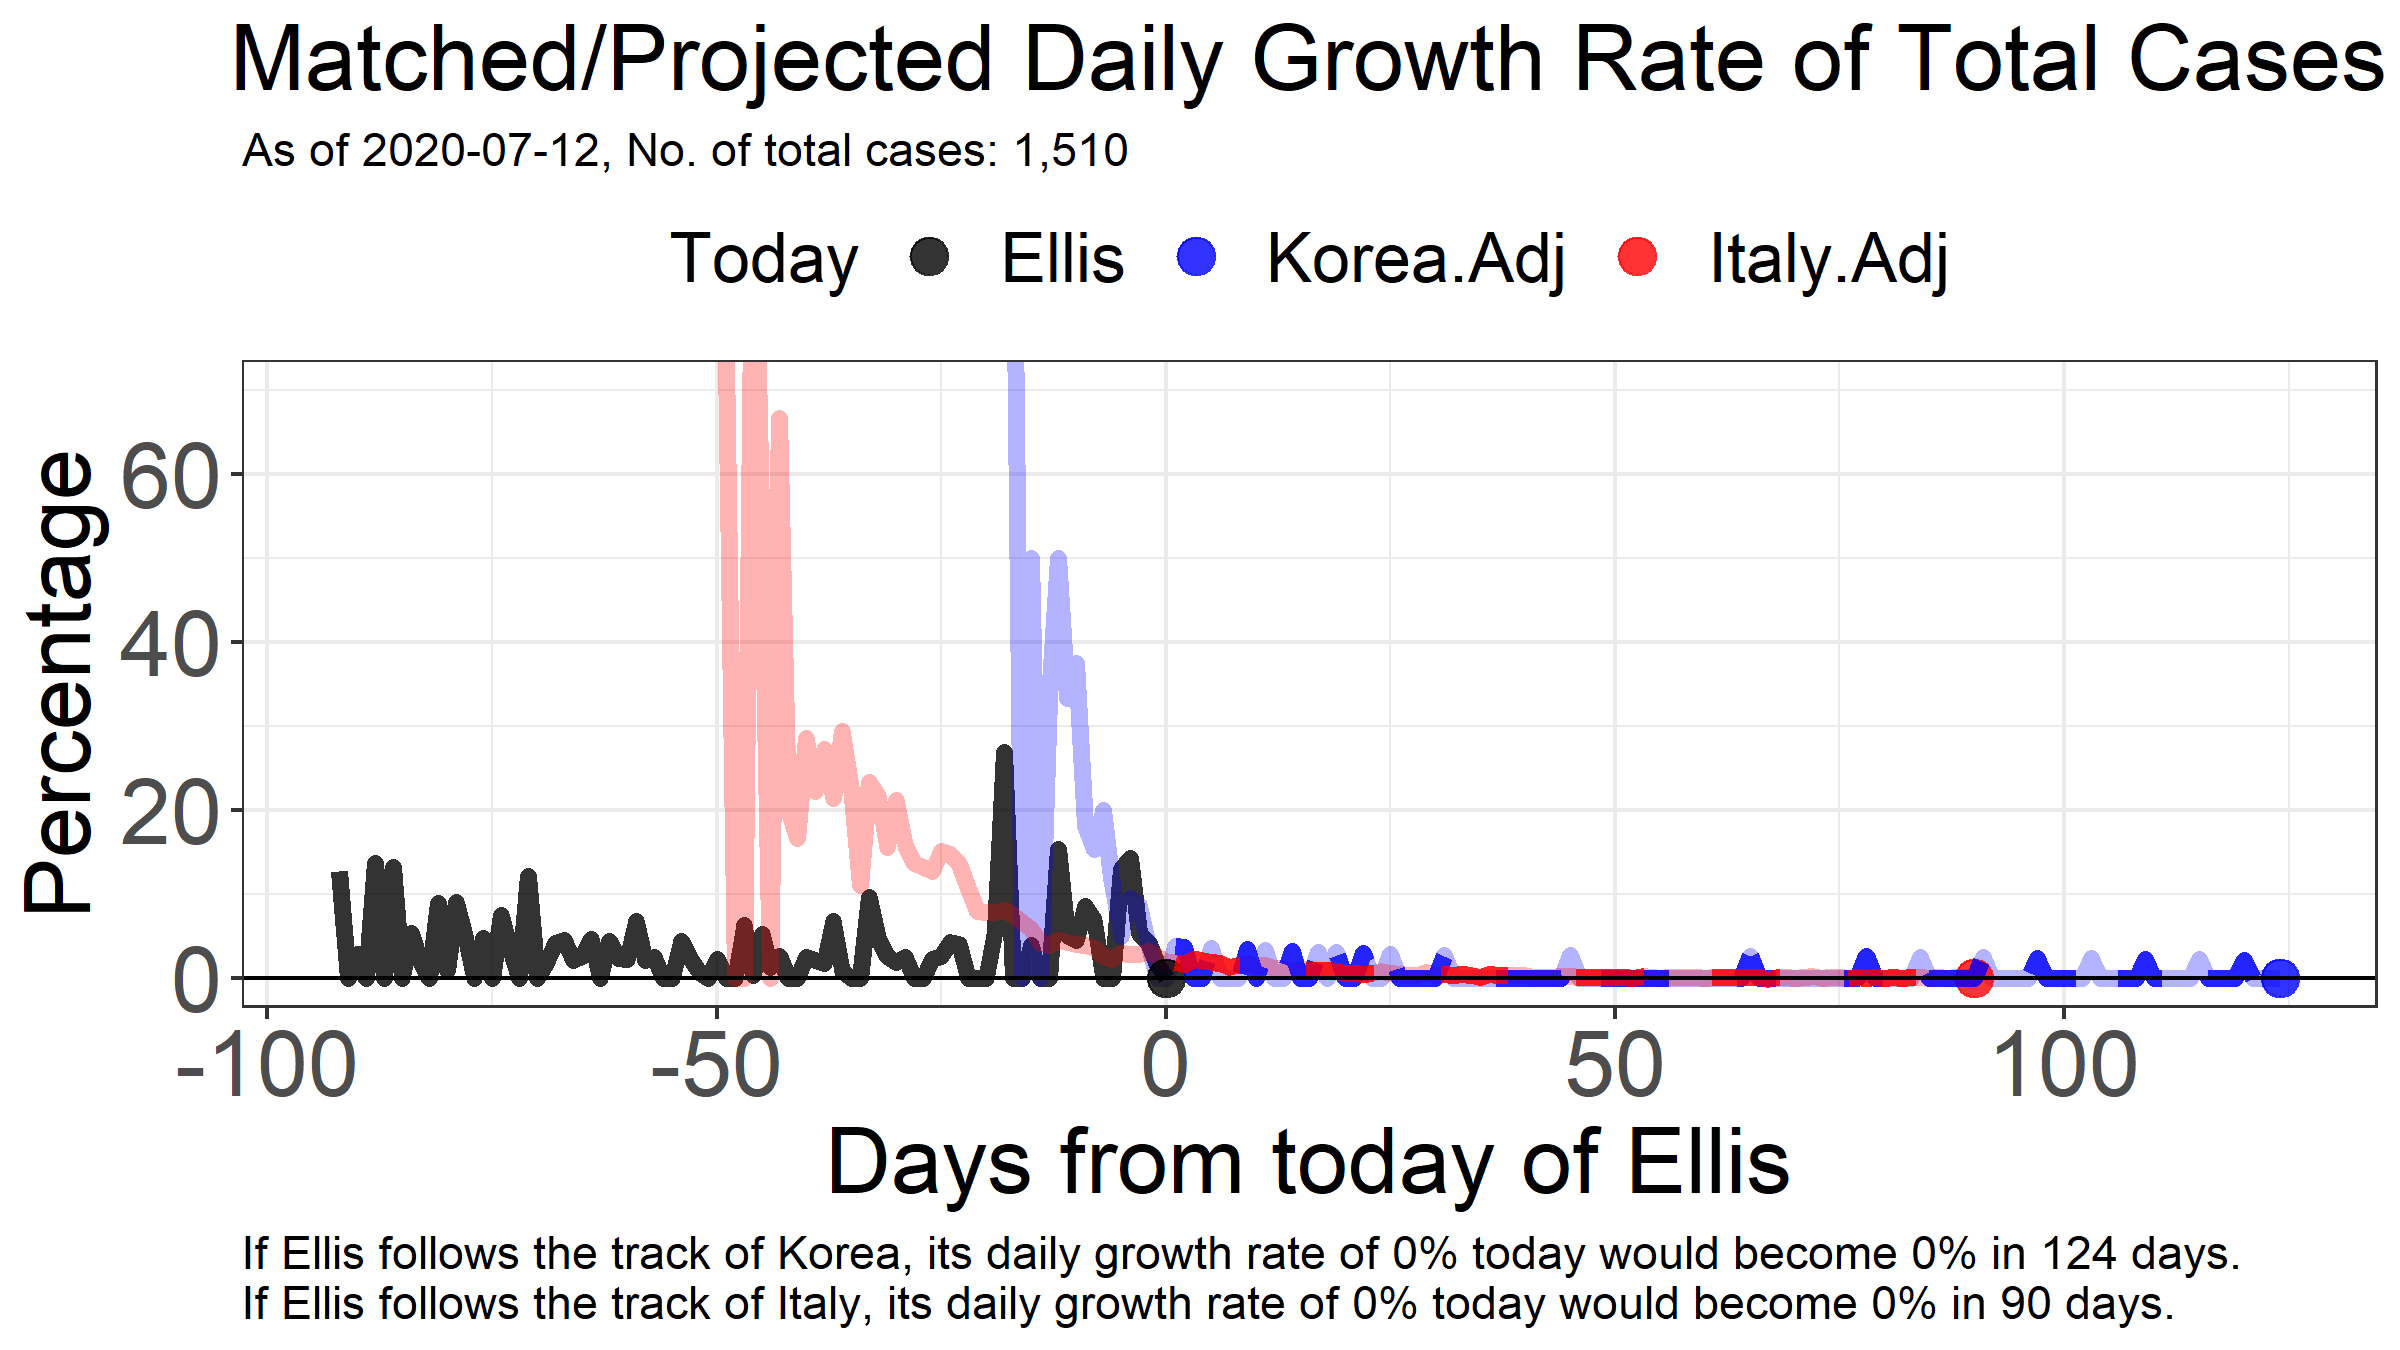 Matched/Projected Daily Growth Rate of Total Cases
As of 2020-07-12, No. of total cases: 1,510
Today Ellis Korea.Adj Italy.Adj
Percentage
60
40
20
0
-100 -50 0 50 100
Days from today of Ellis
If Ellis follows the track of Korea, its daily growth rate of 0% today would become 0% in 124 days.
If Ellis follows the track of Italy, its daily growth rate of 0% today would become 0% in 90 days.